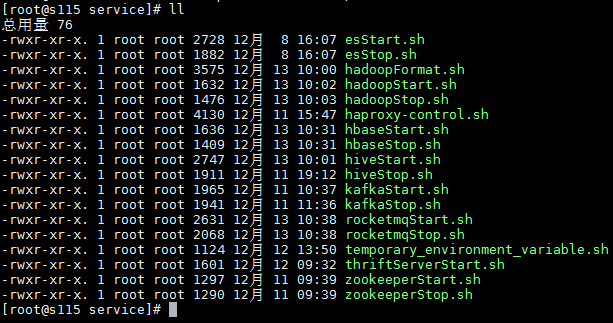 [root@s115 service]# ll
总用量 76
-rwxr-xr-x. 1 root root 2728 12月  8 16:07 esStart.sh
-rwxr-xr-x. 1 root root 1882 12月  8 16:07 esStop.sh
-rwxr-xr-x. 1 root root 3575 12月 13 10:00 hadoopFormat.sh
-rwxr-xr-x. 1 root root 1632 12月 13 10:02 hadoopStart.sh
-rwxr-xr-x. 1 root root 1476 12月 13 10:03 hadoopStop.sh
-rwxr-xr-x. 1 root root 4130 12月 11 15:47 haproxy-control.sh
-rwxr-xr-x. 1 root root 1636 12月 13 10:31 hbaseStart.sh
-rwxr-xr-x. 1 root root 1409 12月 13 10:31 hbaseStop.sh
-rwxr-xr-x. 1 root root 2747 12月 13 10:01 hiveStart.sh
-rwxr-xr-x. 1 root root 1911 12月 11 19:12 hiveStop.sh
-rwxr-xr-x. 1 root root 1965 12月 11 10:37 kafkaStart.sh
-rwxr-xr-x. 1 root root 1941 12月 11 11:36 kafkaStop.sh
-rwxr-xr-x. 1 root root 2631 12月 13 10:38 rocketmqStart.sh
-rwxr-xr-x. 1 root root 2068 12月 13 10:38 rocketmqStop.sh
-rwxr-xr-x. 1 root root 1124 12月 12 13:50 temporary_environment_variable.sh
-rwxr-xr-x. 1 root root 1601 12月 12 09:32 thriftServerStart.sh
-rwxr-xr-x. 1 root root 1297 12月 11 09:39 zookeeperStart.sh
-rwxr-xr-x. 1 root root 1290 12月 11 09:39 zookeeperStop.sh
[root@s115 service]#